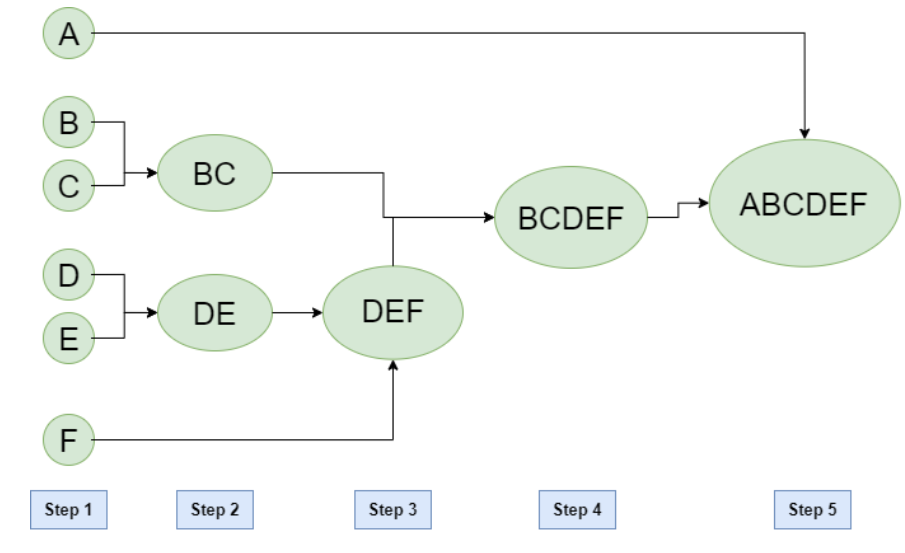 A
B
C
BC
D
E
DE
F
DEF
BCDEF
ABCDEF
Step 1
Step 2
Step 3
Step 4
Step 5